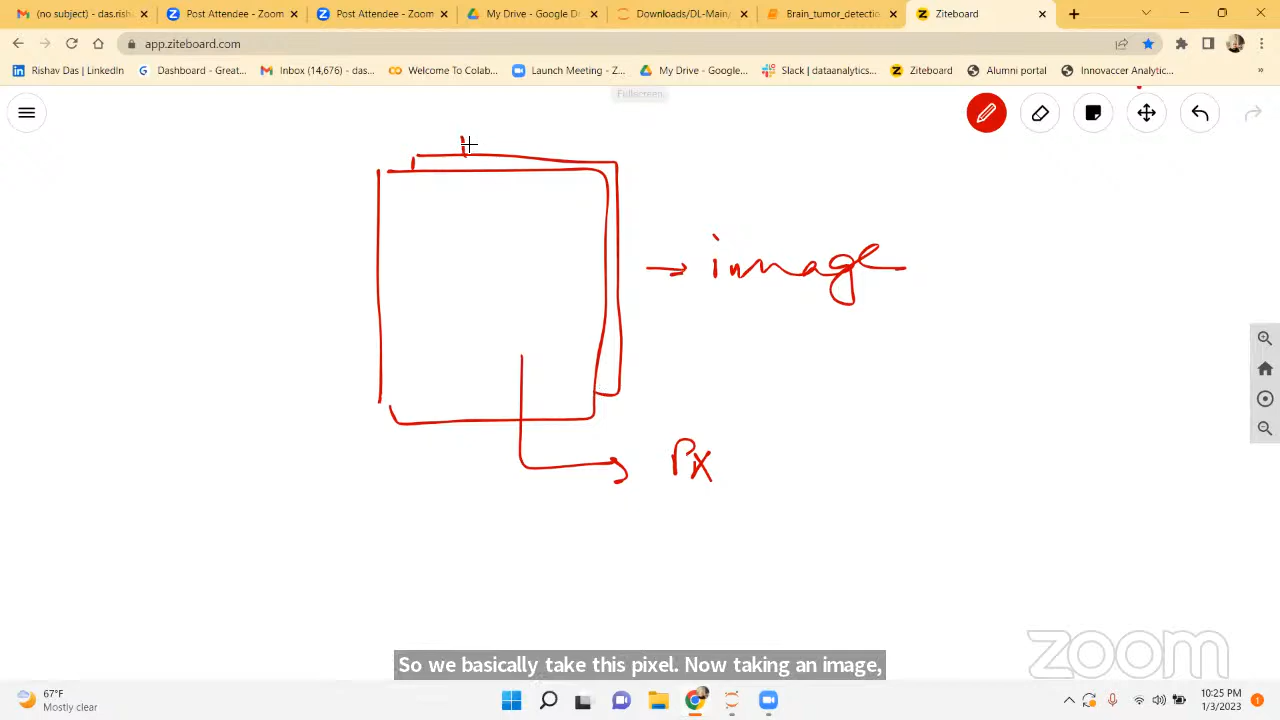 (no subject) - das.rish
Post Attendee - Zoom
Post Attendee - Zoom
My Drive - Google Dr
Downloads/DL-Main/
Brain_tumor_detectio
Ziteboard
app.ziteboard.com
Rishav Das | LinkedIn
Dashboard - Great...
Inbox (14,676) - das...
Welcome To Colab...
Launch Meeting - Z...
My Drive - Google...
Slack | dataanalytics...
Ziteboard
Alumni portal
Innovaccer Analytic...
»
Fullscreen
image
Px
So we basically take this pixel. Now taking an image,
zoom
67°F
Mostly clear
10:25 PM
1/3/2023
1